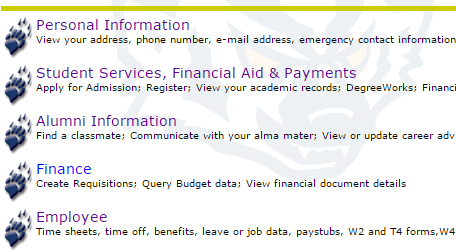 Personal Information
View your address, phone number, e-mail address, emergency contact information
Student Services, Financial Aid & Payments
Apply for Admission; Register; View your academic records; DegreeWorks; Financi
Alumni Information
Find a classmate; Communicate with your alma mater; View or update career adv
Finance
Create Requisitions; Query Budget data; View financial document details
Employee
Time sheets, time off, benefits, leave or job data, paystubs, W2 and T4 forms,W4